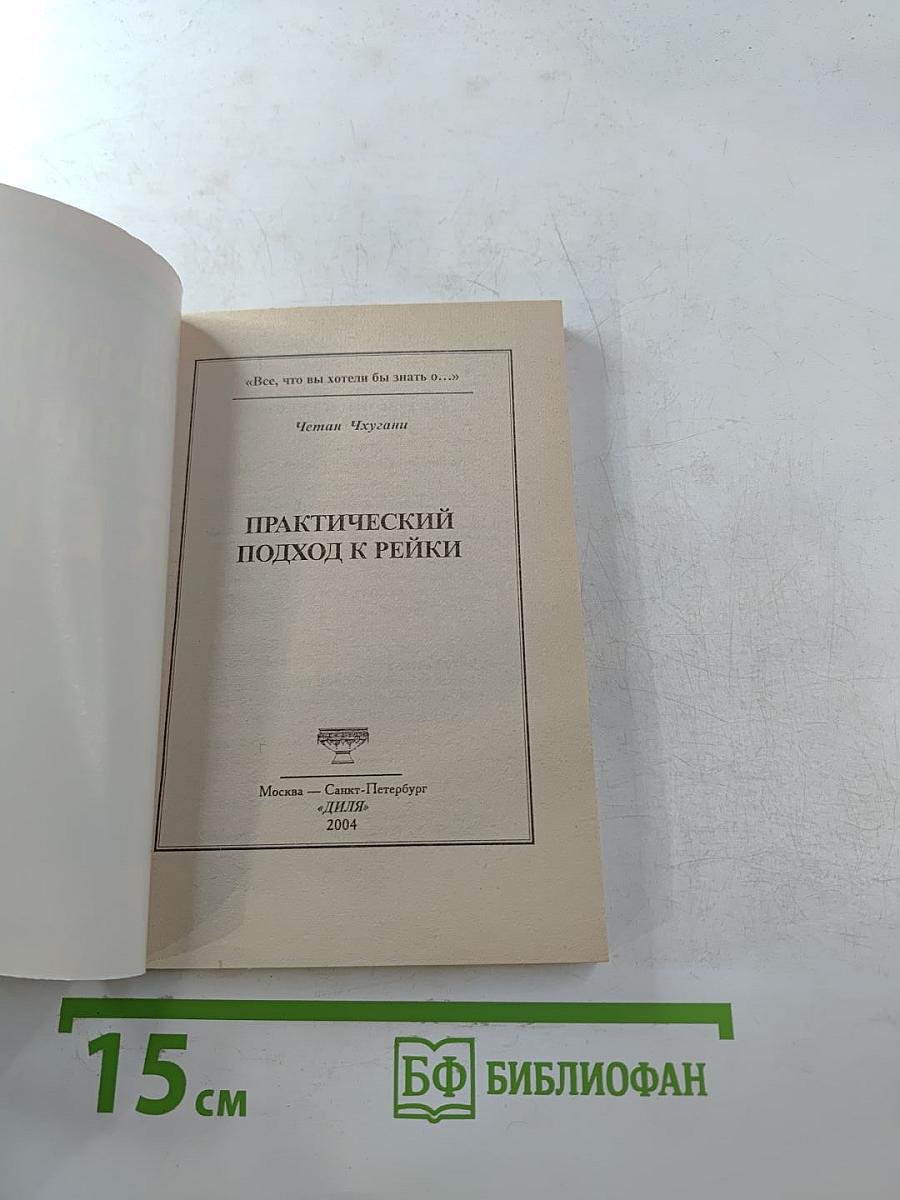 «Все, что вы хотели бы знать о…»
Четан Чхугани
ПРАКТИЧЕСКИЙ
ПОДХОД К РЕЙКИ
Москва — Санкт-Петербург
«ДИЛЯ»
2004
15 см
БФ БИБЛИОФАН